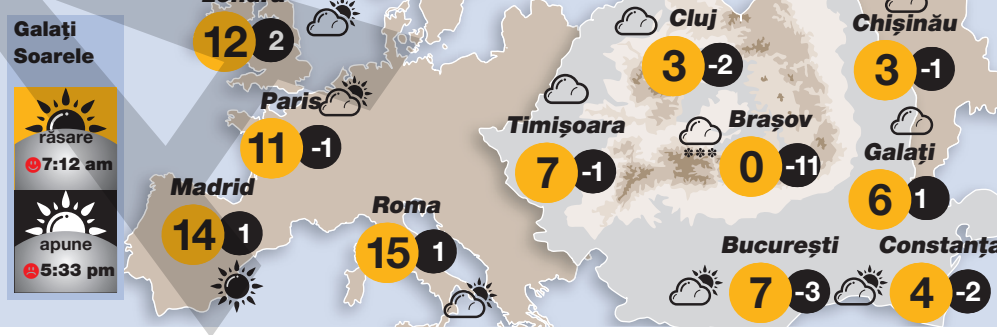 Galați
Soarele
răsare
7:12 am
apune
5:33 pm
12 2
Paris
11 -1
Madrid
14 1
Roma
15 1
Cluj
3 -2
Chișinău
3 -1
Timișoara
7 -1
Brașov
0 -11
Galați
6 1
București
7 -3
Constanța
4 -2